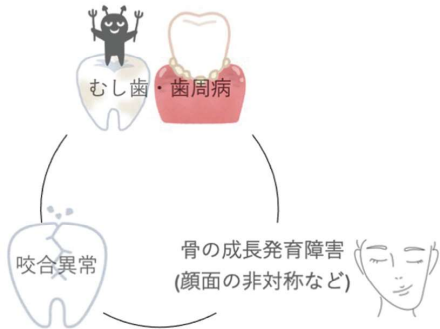 むし歯・歯周病
骨の成長発育障害
(顔面の非対称など)
咬合異常